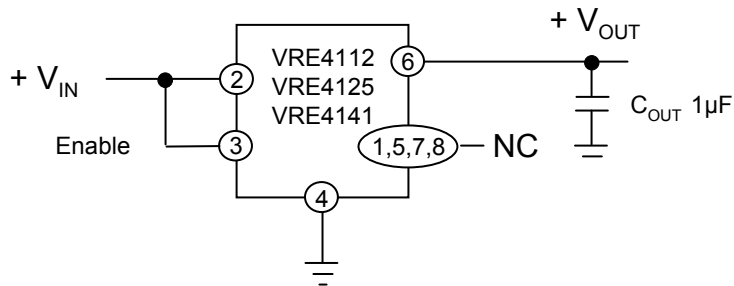 + V_OUT
VRE4112
VRE4125
VRE4141
6
+ V_IN
2
C_OUT 1µF
Enable
3
1,5,7,8
NC
4